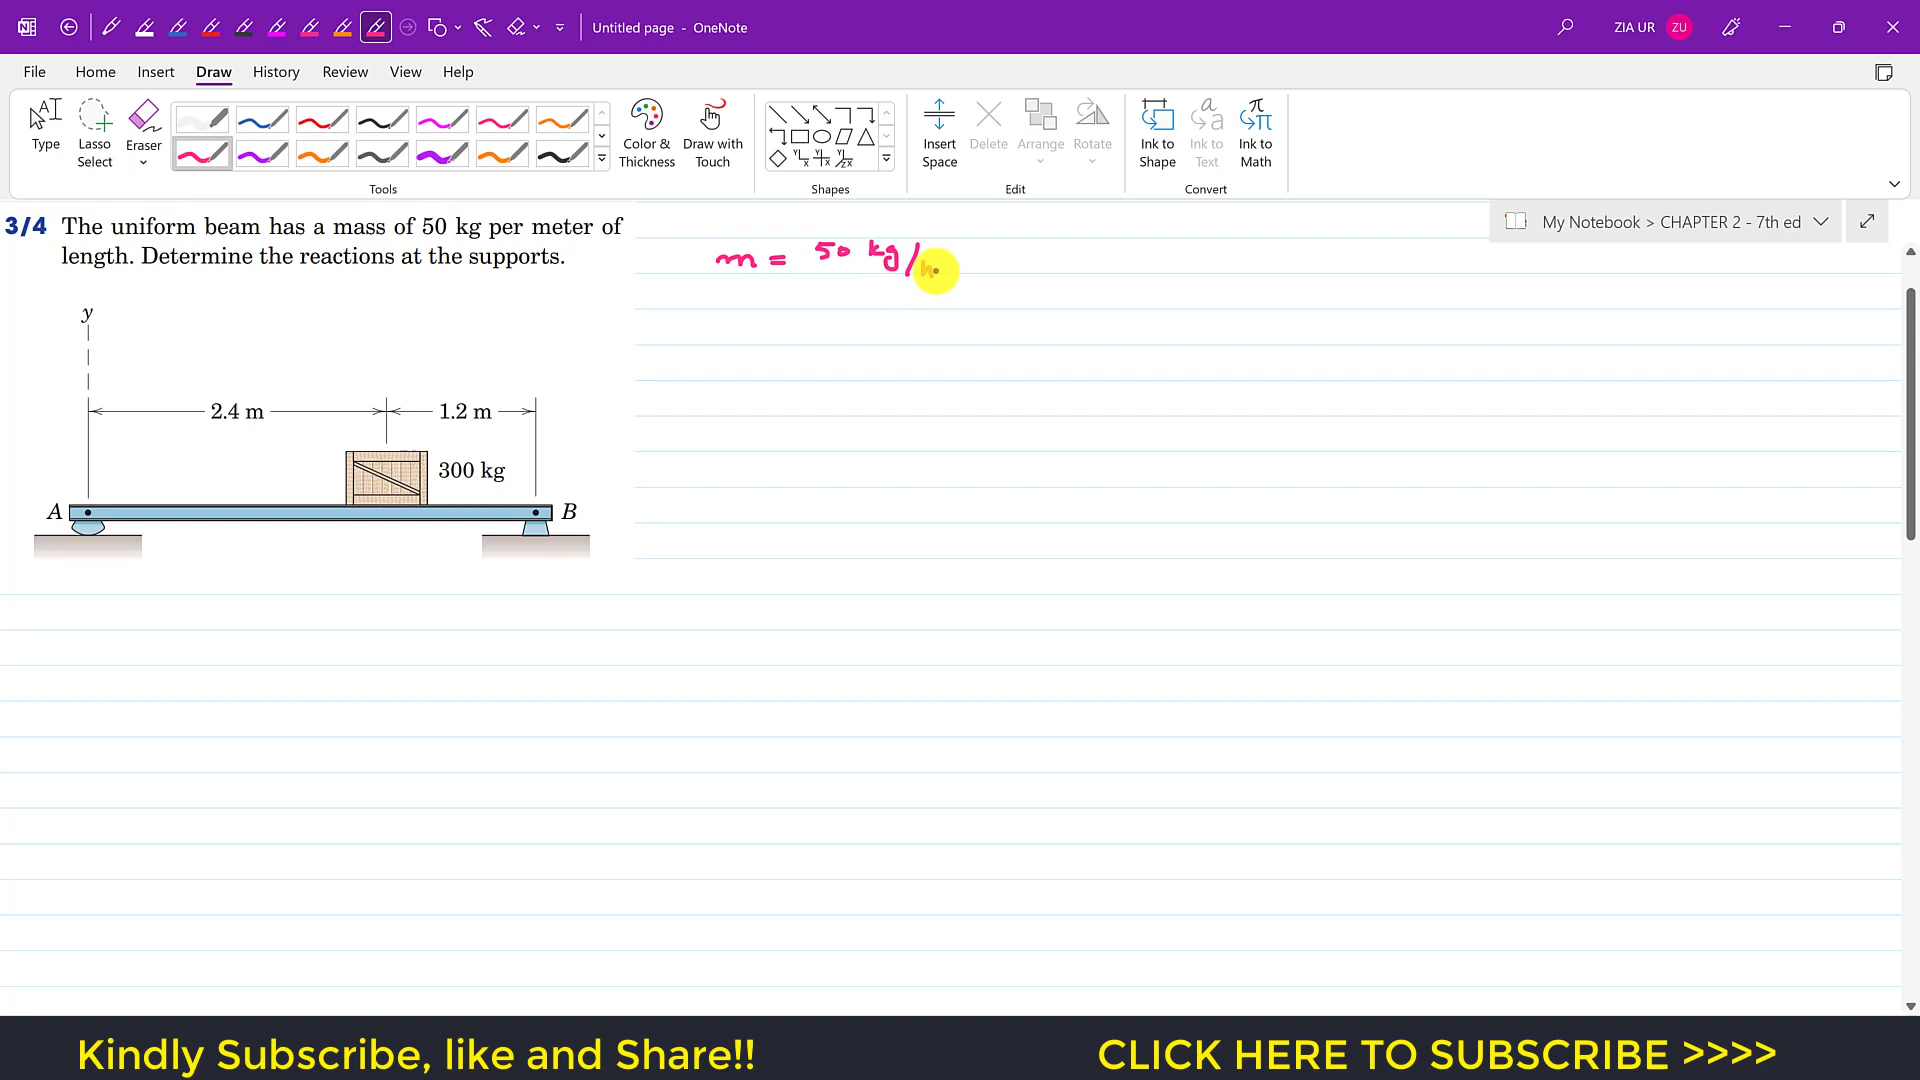 Untitled page - OneNote
ZIA UR ZU
File Home Insert Draw History Review View Help
Type Lasso Select Eraser Color & Thickness Draw with Touch Insert Space Delete Arrange Rotate Ink to Shape Ink to Text Ink to Math
Tools Shapes Edit Convert
My Notebook > CHAPTER 2 - 7th ed
3/4 The uniform beam has a mass of 50 kg per meter of
length. Determine the reactions at the supports.
m = 50 kg/
y
2.4 m 1.2 m
300 kg
A B
Kindly Subscribe, like and Share!!
CLICK HERE TO SUBSCRIBE >>>>